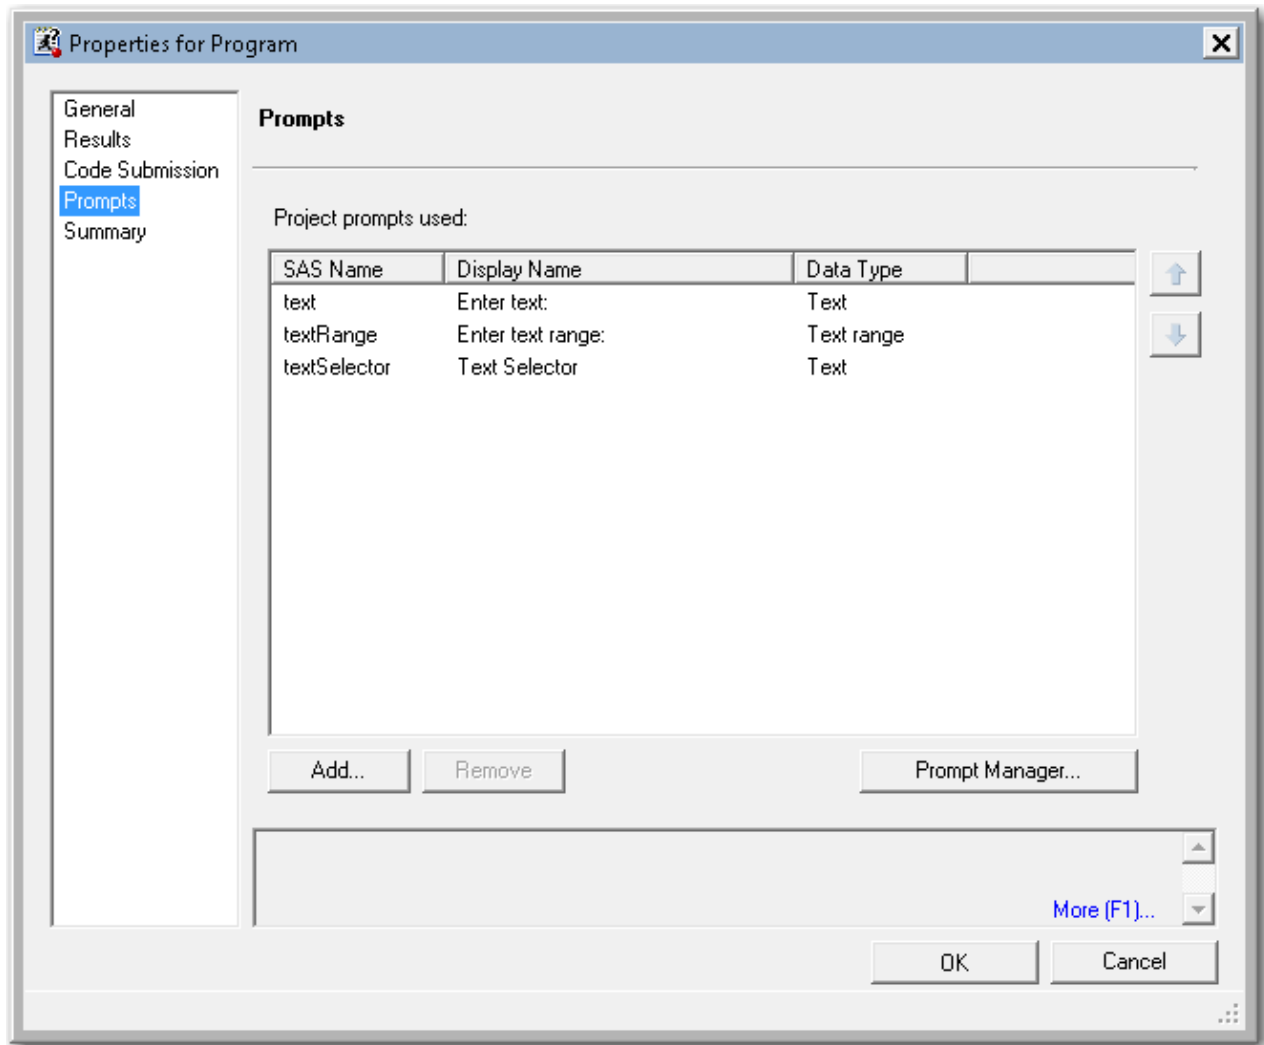 Properties for Program
General
Results
Code Submission
Prompts
Summary
Prompts
Project prompts used:
SAS Name Display Name Data Type
text Enter text: Text
textRange Enter text range: Text range
textSelector Text Selector Text
Add... Remove Prompt Manager...
More (F1)...
OK Cancel